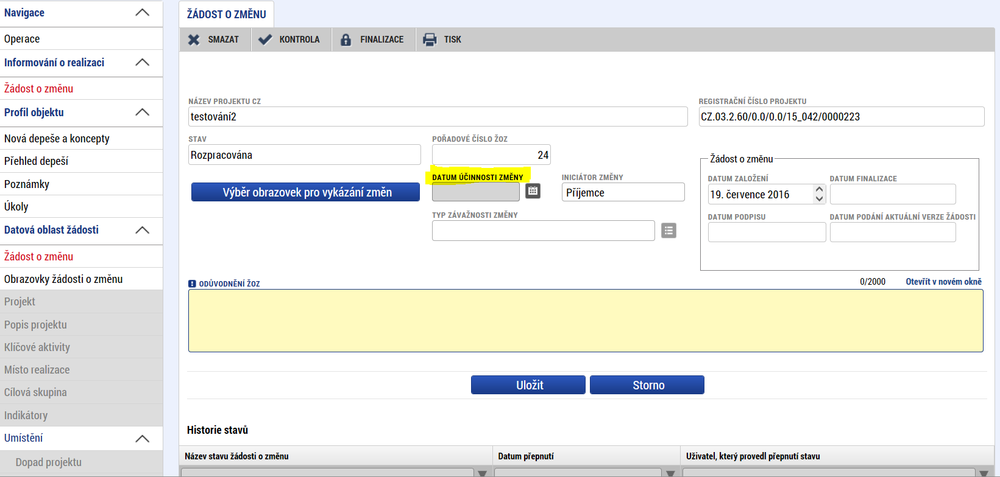 Navigace
Operace
Informování o realizaci
Žádost o změnu
Profil objektu
Nová depeše a koncepty
Přehled depeší
Poznámky
Úkoly
Datová oblast žádosti
Žádost o změnu
Obrazovky žádosti o změnu
Projekt
Popis projektu
Klíčové aktivity
Místo realizace
Cílová skupina
Indikátory
Umístění
Dopad projektu
ŽÁDOST O ZMĚNU
SMAZAT KONTROLA FINALIZACE TISK
NÁZEV PROJEKTU CZ REGISTRAČNÍ ČÍSLO PROJEKTU
testování2 CZ.03.2.60/0.0/0.0/15_042/0000223
STAV POŘADOVÉ ČÍSLO ŽOZ
Rozpracována 24
DATUM ÚČINNOSTI ZMĚNY INICIÁTOR ZMĚNY
Výběr obrazovek pro vykázání změn Příjemce
TYP ZÁVAŽNOSTI ZMĚNY
Žádost o změnu
DATUM ZALOŽENÍ DATUM FINALIZACE
19. července 2016
DATUM PODPISU DATUM PODÁNÍ AKTUÁLNÍ VERZE ŽÁDOSTI
ODŮVODNĚNÍ ŽOZ 0/2000 Otevřít v novém okně
Uložit Storno
Historie stavů
Název stavu žádosti o změnu Datum přepnutí Uživatel, který provedl přepnutí stavu